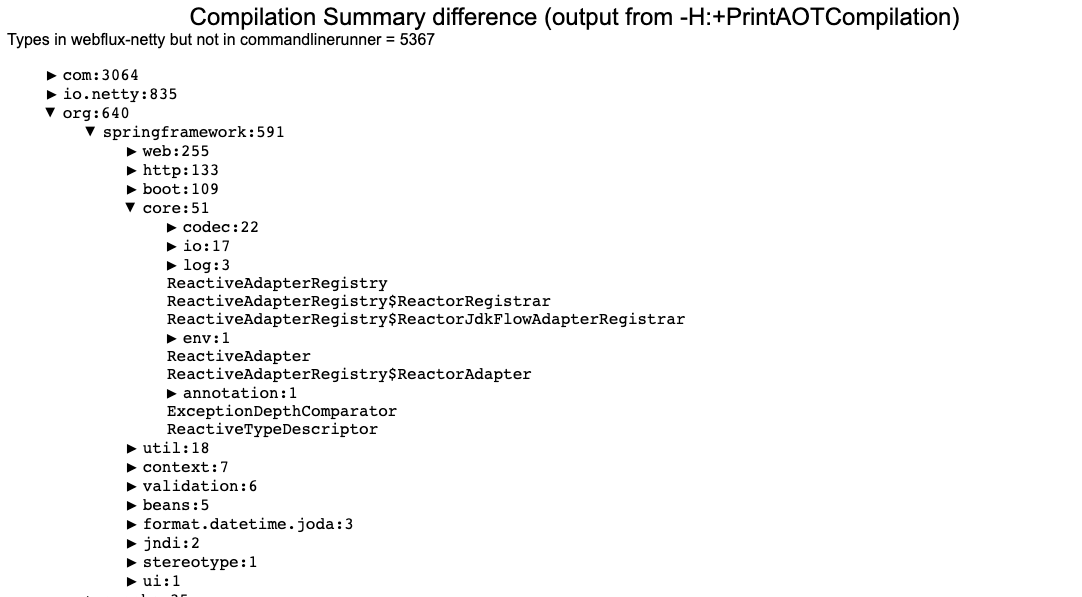 Compilation Summary difference (output from -H:+PrintAOTCompilation)
Types in webflux-netty but not in commandlinerunner = 5367
▶ com:3064
▶ io.netty:835
▼ org:640
▼ springframework:591
▶ web:255
▶ http:133
▶ boot:109
▼ core:51
▶ codec:22
▶ io:17
▶ log:3
ReactiveAdapterRegistry
ReactiveAdapterRegistry$ReactorRegistrar
ReactiveAdapterRegistry$ReactorJdkFlowAdapterRegistrar
▶ env:1
ReactiveAdapter
ReactiveAdapterRegistry$ReactorAdapter
▶ annotation:1
ExceptionDepthComparator
ReactiveTypeDescriptor
▶ util:18
▶ context:7
▶ validation:6
▶ beans:5
▶ format.datetime.joda:3
▶ jndi:2
▶ stereotype:1
▶ ui:1